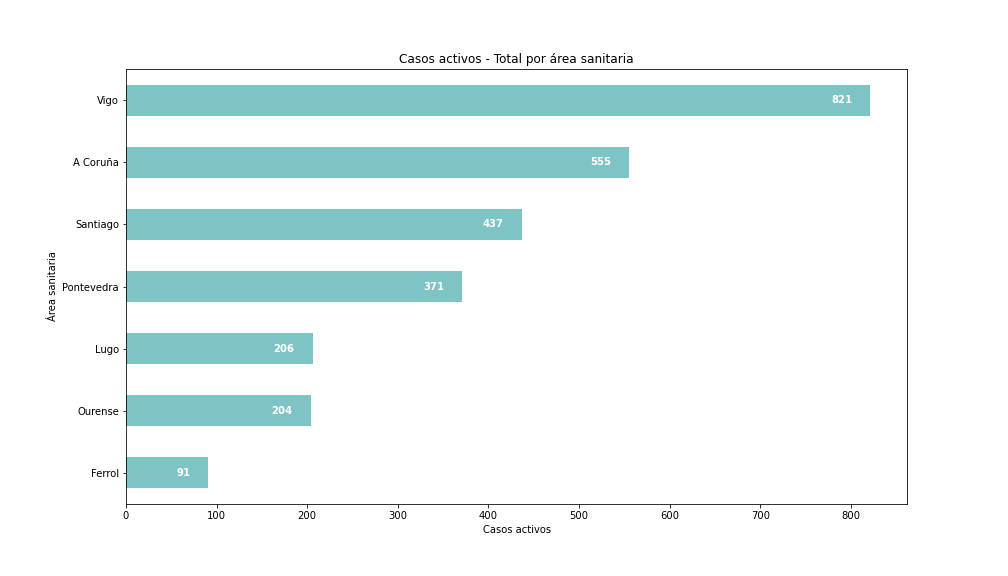 Casos activos - Total por área sanitaria
Área sanitaria
Vigo 821
A Coruña 555
Santiago 437
Pontevedra 371
Lugo 206
Ourense 204
Ferrol 91
0 100 200 300 400 500 600 700 800
Casos activos